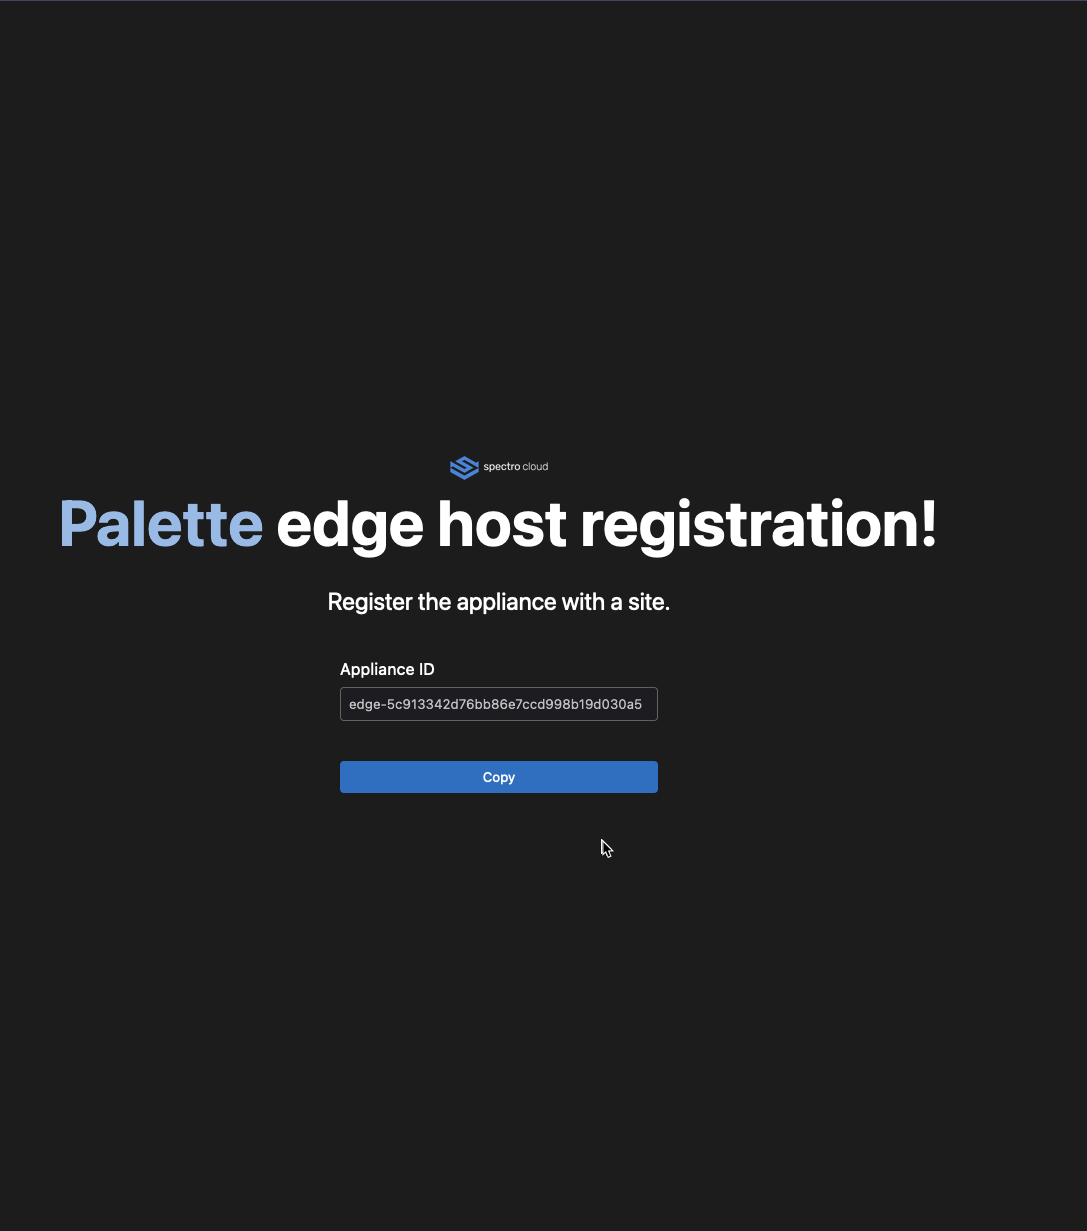 spectro cloud
Palette edge host registration!
Register the appliance with a site.
Appliance ID
edge-5c913342d76bb86e7ccd998b19d030a5
Copy